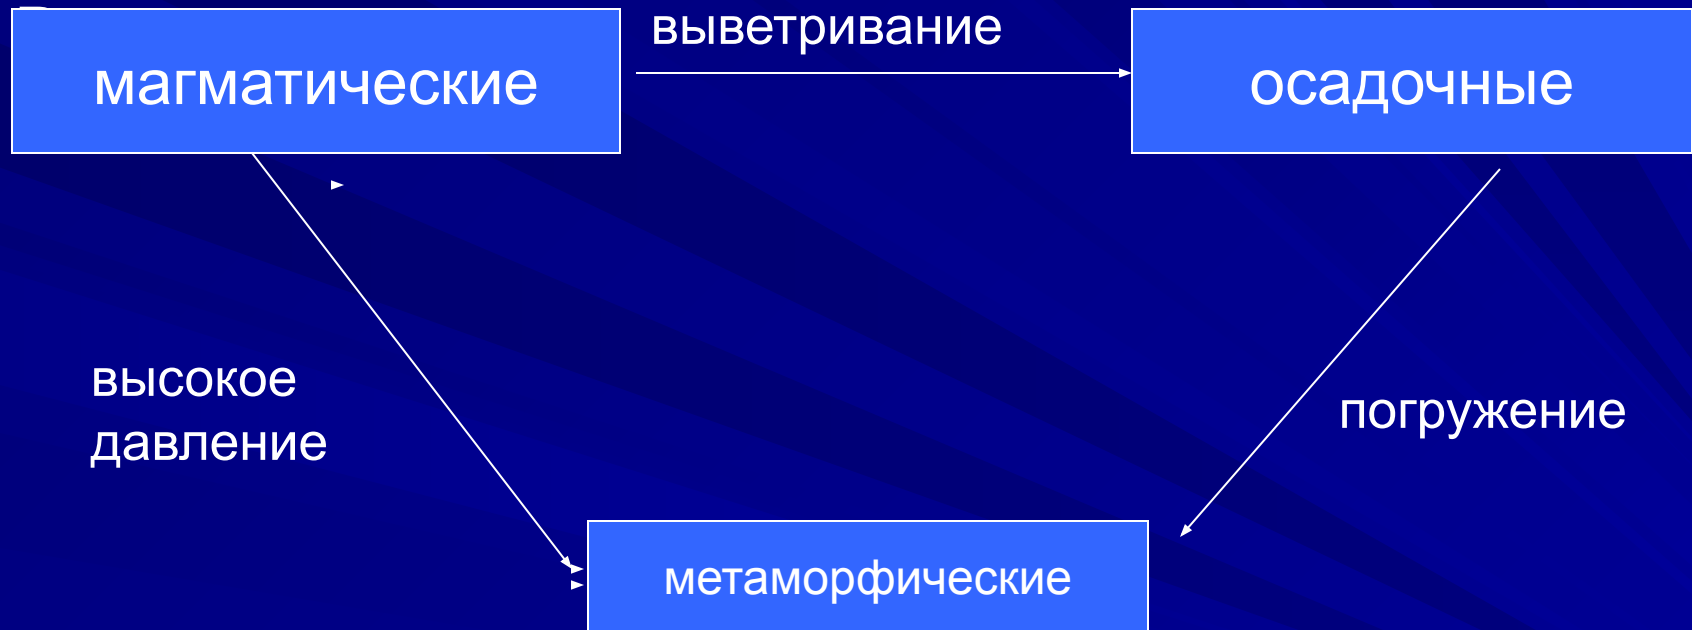 выветривание
магматические
осадочные
высокое
давление
погружение
метаморфические